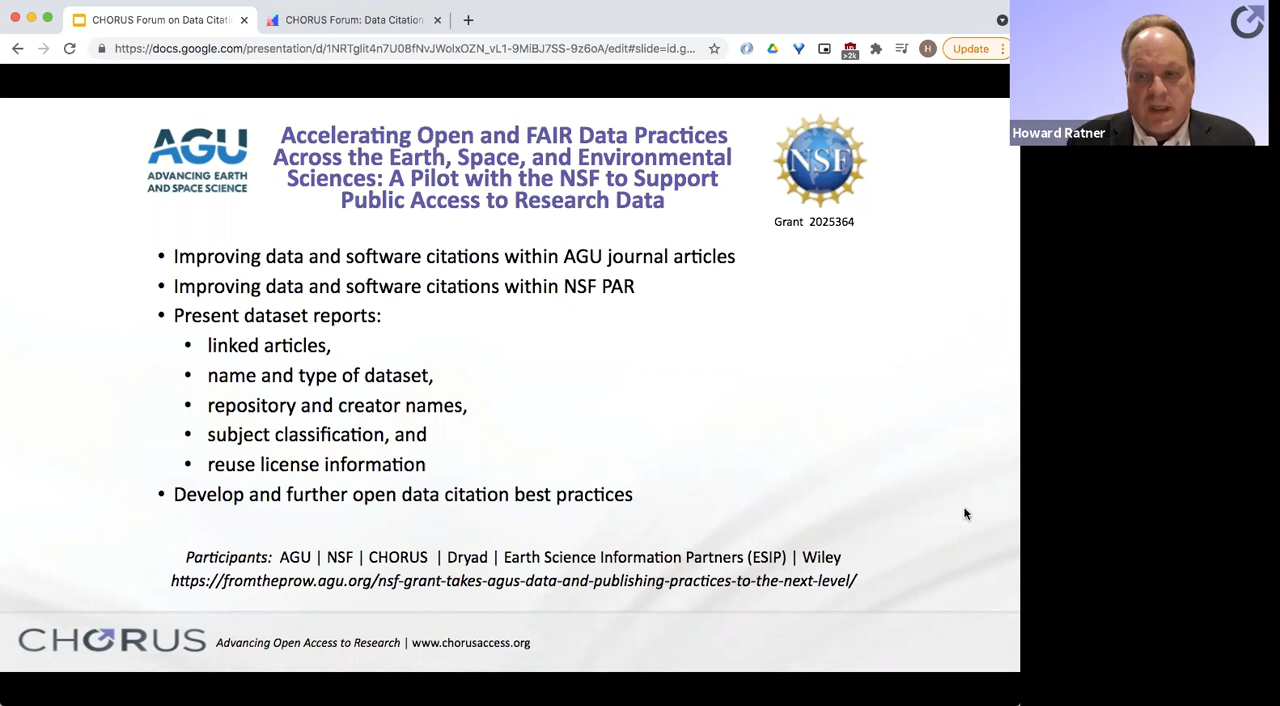 CHORUS Forum on Data Citati
CHORUS Forum: Data Citation
https://docs.google.com/presentation/d/1NRTglit4n7U08fNvJWolxOZN_vL1-9MiBJ7SS-9z6oA/edit#slide=id.g...
>2k
H
Update
Howard Ratner
AGU
ADVANCING EARTH
AND SPACE SCIENCE
Accelerating Open and FAIR Data Practices
Across the Earth, Space, and Environmental
Sciences: A Pilot with the NSF to Support
Public Access to Research Data
NSF
Grant 2025364
• Improving data and software citations within AGU journal articles
• Improving data and software citations within NSF PAR
• Present dataset reports:
• linked articles,
• name and type of dataset,
• repository and creator names,
• subject classification, and
• reuse license information
• Develop and further open data citation best practices
Participants: AGU | NSF | CHORUS | Dryad | Earth Science Information Partners (ESIP) | Wiley
https://fromtheprow.agu.org/nsf-grant-takes-agus-data-and-publishing-practices-to-the-next-level/
CHORUS Advancing Open Access to Research | www.chorusaccess.org